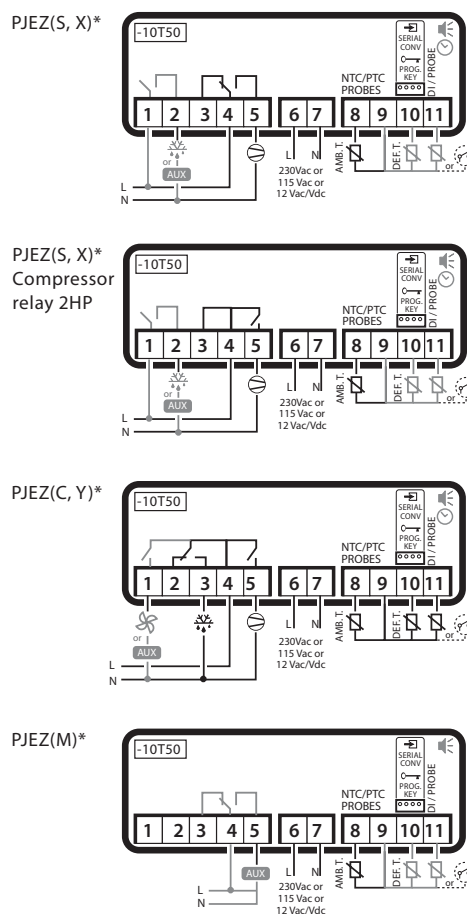 PJEZ(S, X)*
-10T50
SERIAL
CONV
PROG.
KEY
NTC/PTC
PROBES
DI / PROBE
1 2 3 4 5 6 7 8 9 10 11
or
AUX
L
N
L N
230Vac or
115 Vac or
12 Vac/Vdc
AMB. T.
DEF. T.
or
PJEZ(S, X)*
Compressor
relay 2HP
-10T50
SERIAL
CONV
PROG.
KEY
NTC/PTC
PROBES
DI / PROBE
1 2 3 4 5 6 7 8 9 10 11
or
AUX
L
N
L N
230Vac or
115 Vac or
12 Vac/Vdc
AMB. T.
DEF. T.
or
PJEZ(C, Y)*
-10T50
SERIAL
CONV
PROG.
KEY
NTC/PTC
PROBES
DI / PROBE
1 2 3 4 5 6 7 8 9 10 11
or
AUX
L
N
L N
230Vac or
115 Vac or
12 Vac/Vdc
AMB. T.
DEF. T.
or
PJEZ(M)*
-10T50
SERIAL
CONV
PROG.
KEY
NTC/PTC
PROBES
DI / PROBE
1 2 3 4 5 6 7 8 9 10 11
AUX
L
N
L N
230Vac or
115 Vac or
12 Vac/Vdc
AMB. T.
DEF. T.
or